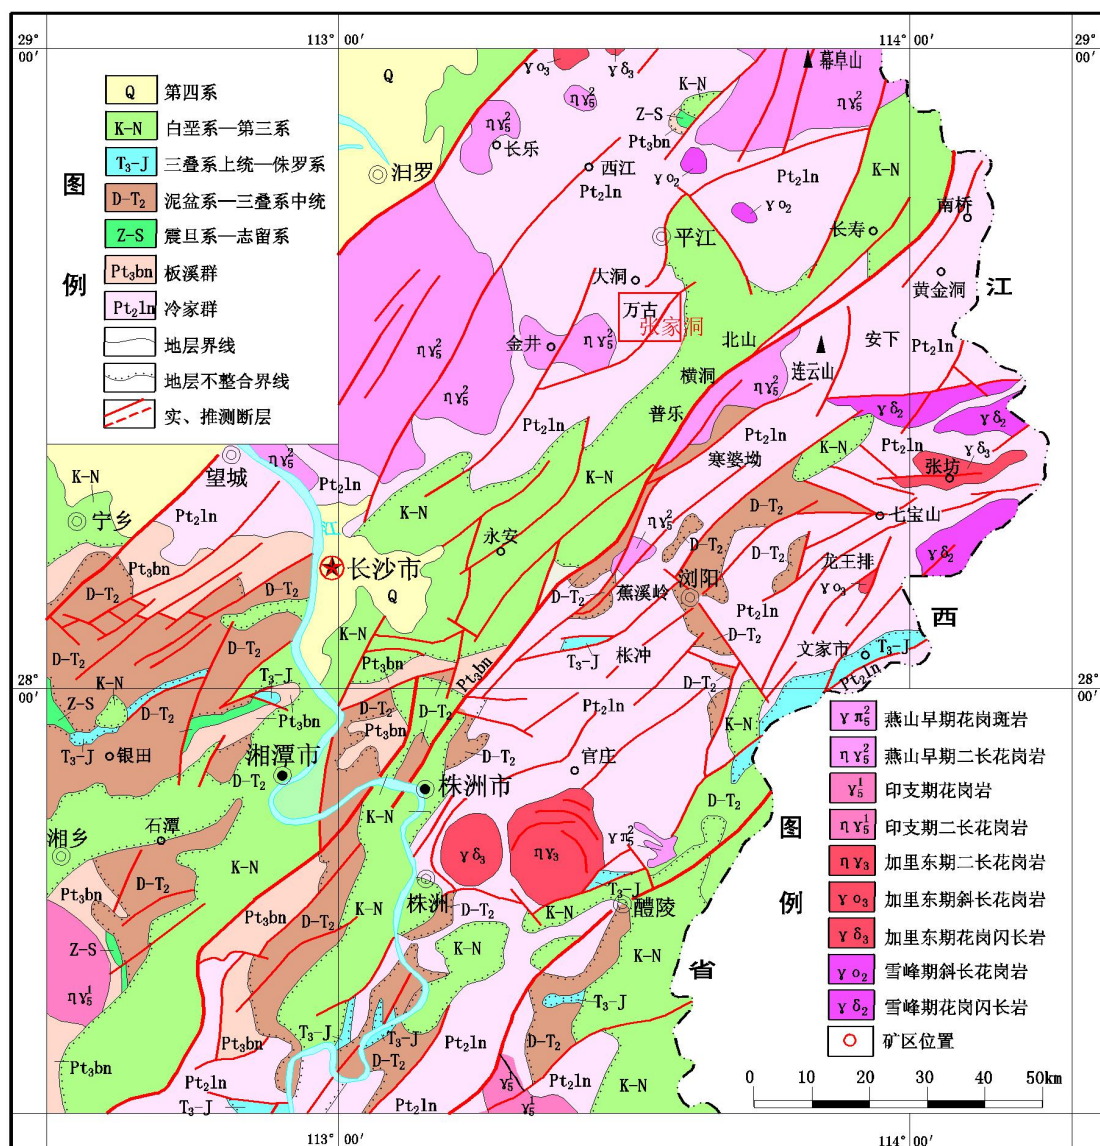 29° 00′
113° 00′
114° 00′
29° 00′
图
例
Q 第四系
K-N 白垩系—第三系
T₃-J 三叠系上统—侏罗系
D-T₂ 泥盆系—三叠系中统
Z-S 震旦系—志留系
Pt₃bn 板溪群
Pt₂ln 冷家群
地层界线
地层不整合界线
实、推测断层
Q
γο₃
γδ₃
K-N
幕阜山
ηγ₅²
ηγ₅²
ηγ₅²
Z-S
Pt₃bn
长乐
汨罗
西江
Pt₂ln
γο₂
Pt₂ln
K-N
γο₂
南桥
平江
长寿
大洞
黄金洞
江
万古
张家洞
北山
安下
Pt₂ln
金井
ηγ₅²
ηγ₅²
连云山
横洞
ηγ₅²
ηγ₅²
普乐
γδ₂
γδ₂
Pt₂ln
Pt₂ln
K-N
Pt₂ln
γδ₃
望城
ηγ₅²
寒婆坳
张坊
K-N
Pt₂ln
K-N
宁乡
Pt₂ln
K-N
江
永安
ηγ₅²
D-T₂
七宝山
D-T₂
D-T₂
γδ₂
Pt₃bn
长沙市
龙王排
D-T₂
D-T₂
Q
D-T₂
蕉溪岭
浏阳
γο₃
西
K-N
Pt₂ln
D-T₂
D-T₂
T₃-J
枨冲
D-T₂
文家市
T₃-J
Pt₃bn
Pt₃bn
Pt₂ln
28° 00′
28° 00′
K-N
T₃-J
D-T₂
Z-S
D-T₂
Pt₃bn
D-T₂
D-T₂
K-N
T₃-J
银田
湘潭市
D-T₂
Pt₃bn
D-T₂
官庄
株洲市
D-T₂
湘乡
石潭
K-N
K-N
γδ₃
ηγ₃
γπ₅²
Pt₃bn
D-T₂
株洲
D-T₂
T₃-J
K-N
醴陵
Z-S
Pt₃bn
D-T₂
K-N
K-N
K-N
省
ηγ₅¹
T₃-J
T₃-J
T₃-J
Pt₃bn
Pt₃bn
D-T₂
Pt₂ln
D-T₂
Pt₂ln
γ₅¹
Pt₂ln
K-N
T₃-J
Pt₂ln
γ₅¹
图
例
γπ₅² 燕山早期花岗斑岩
ηγ₅² 燕山早期二长花岗岩
γ₅¹ 印支期花岗岩
ηγ₅¹ 印支期二长花岗岩
ηγ₃ 加里东期二长花岗岩
γο₃ 加里东期斜长花岗岩
γδ₃ 加里东期花岗闪长岩
γο₂ 雪峰期斜长花岗岩
γδ₂ 雪峰期花岗闪长岩
矿区位置
0 10 20 30 40 50km
113° 00′
114° 00′